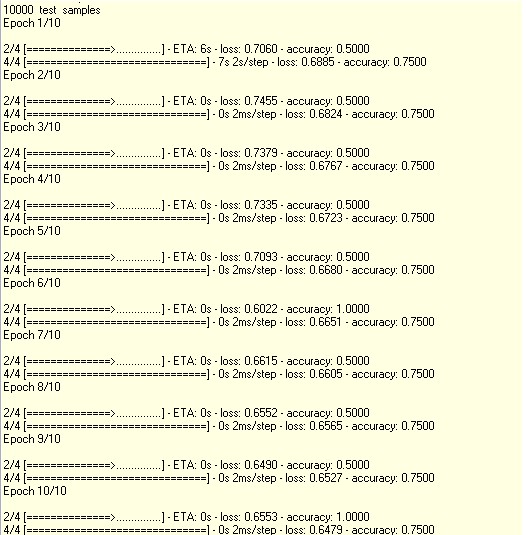 10000 test samples
Epoch 1/10
2/4 [==============>...............] - ETA: 6s - loss: 0.7060 - accuracy: 0.5000
4/4 [==============================] - 7s 2s/step - loss: 0.6885 - accuracy: 0.7500
Epoch 2/10
2/4 [==============>...............] - ETA: 0s - loss: 0.7455 - accuracy: 0.5000
4/4 [==============================] - 0s 2ms/step - loss: 0.6824 - accuracy: 0.7500
Epoch 3/10
2/4 [==============>...............] - ETA: 0s - loss: 0.7379 - accuracy: 0.5000
4/4 [==============================] - 0s 2ms/step - loss: 0.6767 - accuracy: 0.7500
Epoch 4/10
2/4 [==============>...............] - ETA: 0s - loss: 0.7335 - accuracy: 0.5000
4/4 [==============================] - 0s 2ms/step - loss: 0.6723 - accuracy: 0.7500
Epoch 5/10
2/4 [==============>...............] - ETA: 0s - loss: 0.7093 - accuracy: 0.5000
4/4 [==============================] - 0s 2ms/step - loss: 0.6680 - accuracy: 0.7500
Epoch 6/10
2/4 [==============>...............] - ETA: 0s - loss: 0.6022 - accuracy: 1.0000
4/4 [==============================] - 0s 2ms/step - loss: 0.6651 - accuracy: 0.7500
Epoch 7/10
2/4 [==============>...............] - ETA: 0s - loss: 0.6615 - accuracy: 0.5000
4/4 [==============================] - 0s 2ms/step - loss: 0.6605 - accuracy: 0.7500
Epoch 8/10
2/4 [==============>...............] - ETA: 0s - loss: 0.6552 - accuracy: 0.5000
4/4 [==============================] - 0s 2ms/step - loss: 0.6565 - accuracy: 0.7500
Epoch 9/10
2/4 [==============>...............] - ETA: 0s - loss: 0.6490 - accuracy: 0.5000
4/4 [==============================] - 0s 2ms/step - loss: 0.6527 - accuracy: 0.7500
Epoch 10/10
2/4 [==============>...............] - ETA: 0s - loss: 0.6553 - accuracy: 1.0000
4/4 [==============================] - 0s 2ms/step - loss: 0.6479 - accuracy: 0.7500